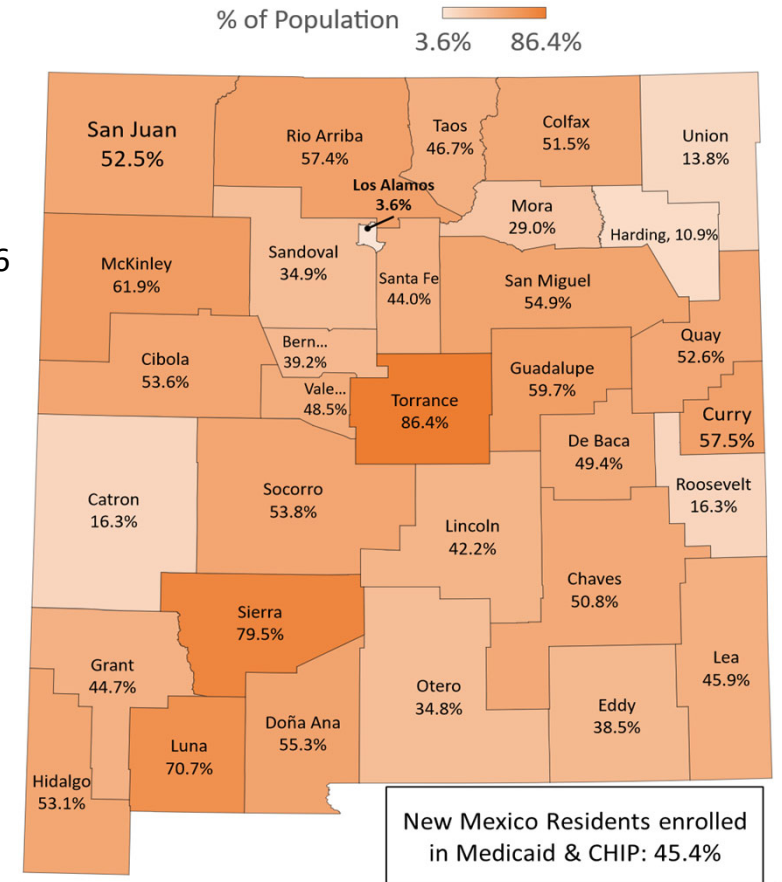 % of Population
3.6% 86.4%
San Juan
52.5%
Rio Arriba
57.4%
Taos
46.7%
Colfax
51.5%
Union
13.8%
Los Alamos
3.6%
Mora
29.0%
Harding, 10.9%
6
McKinley
61.9%
Sandoval
34.9%
Santa Fe
44.0%
San Miguel
54.9%
Quay
52.6%
Cibola
53.6%
Bern...
39.2%
Vale...
48.5%
Torrance
86.4%
Guadalupe
59.7%
Curry
57.5%
De Baca
49.4%
Roosevelt
16.3%
Catron
16.3%
Socorro
53.8%
Lincoln
42.2%
Chaves
50.8%
Sierra
79.5%
Grant
44.7%
Otero
34.8%
Lea
45.9%
Eddy
38.5%
Doña Ana
55.3%
Luna
70.7%
Hidalgo
53.1%
New Mexico Residents enrolled
in Medicaid & CHIP: 45.4%